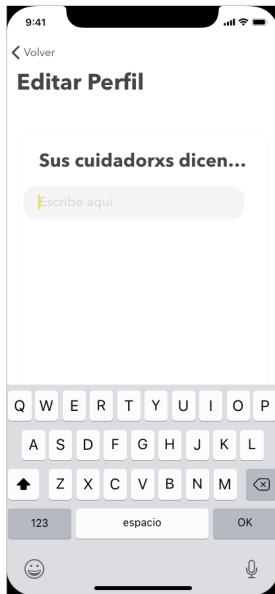 9:41
Volver
Editar Perfil
Sus cuidadorxs dicen...
Escribe aquí
Q W E R T Y U I O P
A S D F G H J K L
Z X C V B N M
123 espacio OK